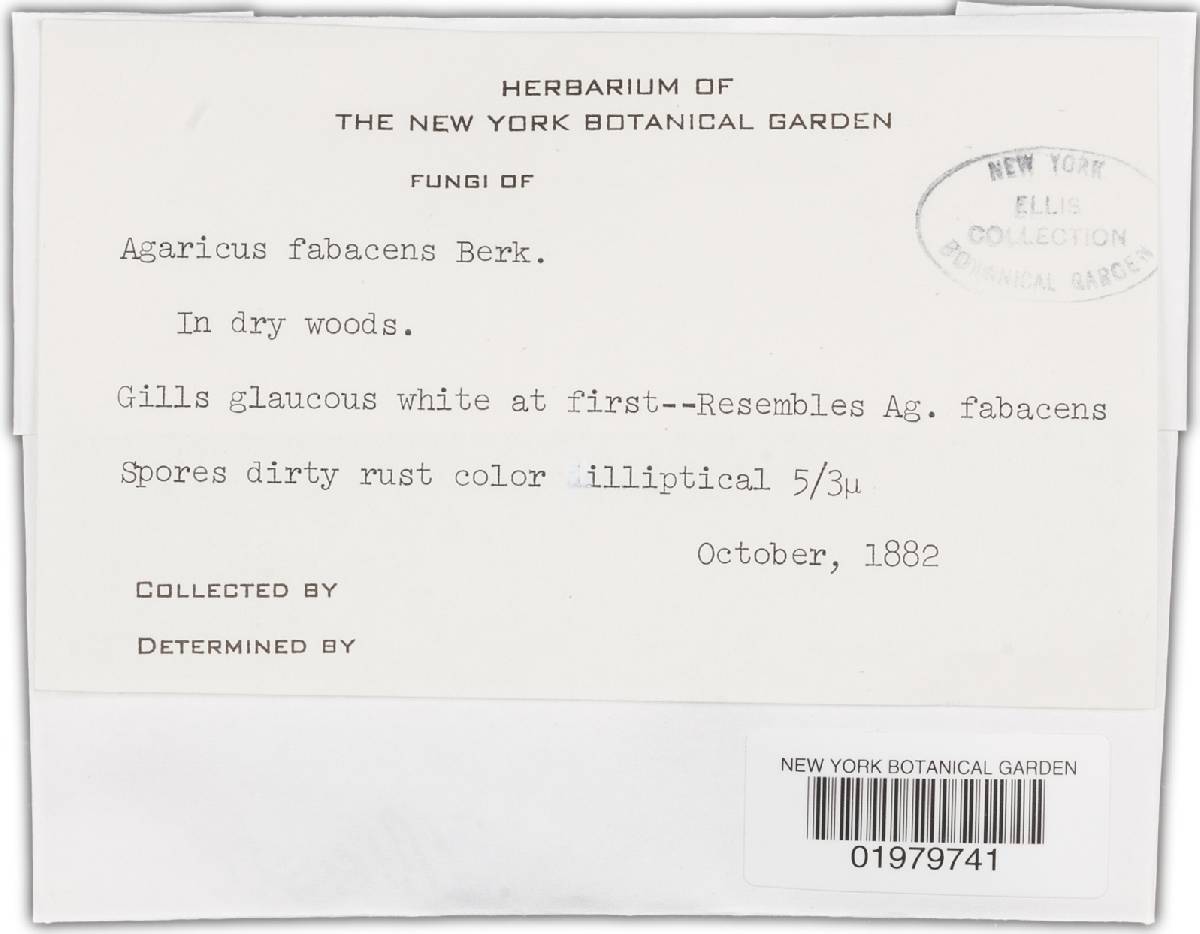 HERBARIUM OF
THE NEW YORK BOTANICAL GARDEN
FUNGI OF
NEW YORK
ELLIS
COLLECTION
BOTANICAL GARDEN
Agaricus fabacens Berk.
In dry woods.
Gills glaucous white at first--Resembles Ag. fabacens
Spores dirty rust color illiptical 5/3µ
October, 1882
COLLECTED BY
DETERMINED BY
NEW YORK BOTANICAL GARDEN
01979741